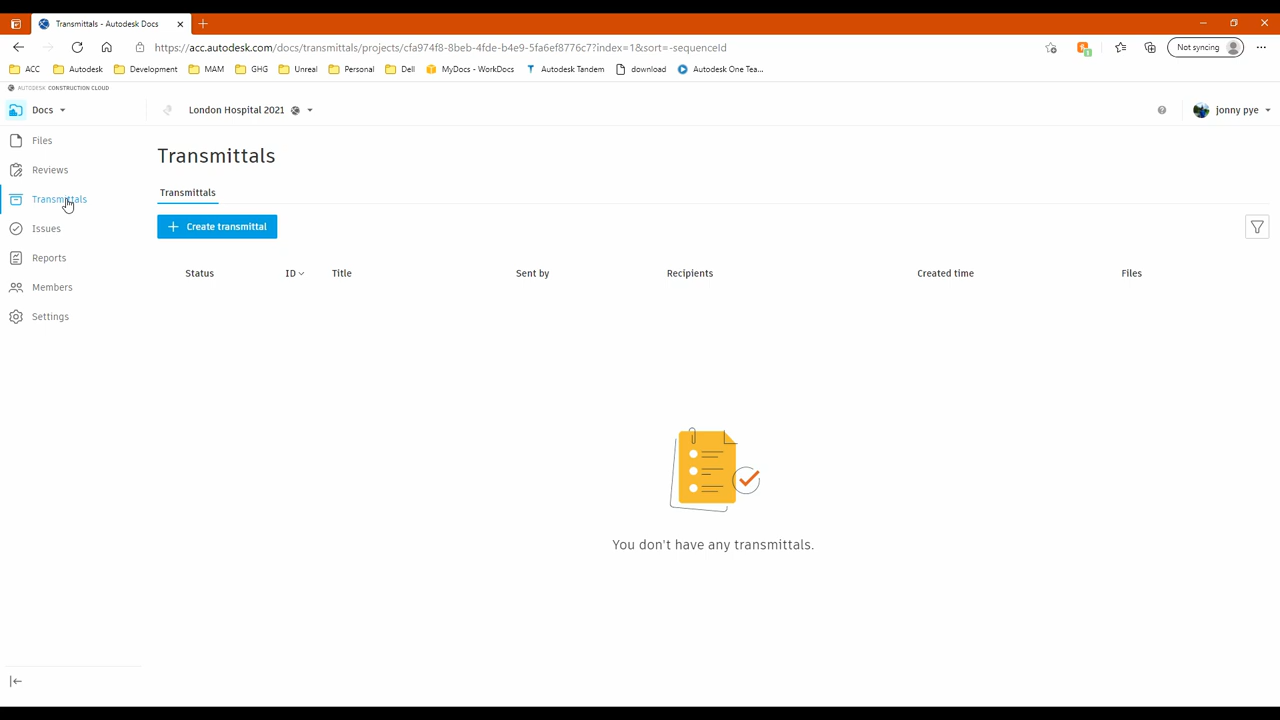 Transmittals - Autodesk Docs
https://acc.autodesk.com/docs/transmittals/projects/cfa974f8-8beb-4fde-b4e9-5fa6ef8776c7?index=1&sort=-sequenceId
Not syncing
ACC
Autodesk
Development
MAM
GHG
Unreal
Personal
Dell
MyDocs - WorkDocs
Autodesk Tandem
download
Autodesk One Tea...
AUTODESK CONSTRUCTION CLOUD
Docs
London Hospital 2021
jonny pye
Files
Reviews
Transmittals
Issues
Reports
Members
Settings
Transmittals
Transmittals
+ Create transmittal
Status
ID
Title
Sent by
Recipients
Created time
Files
You don't have any transmittals.